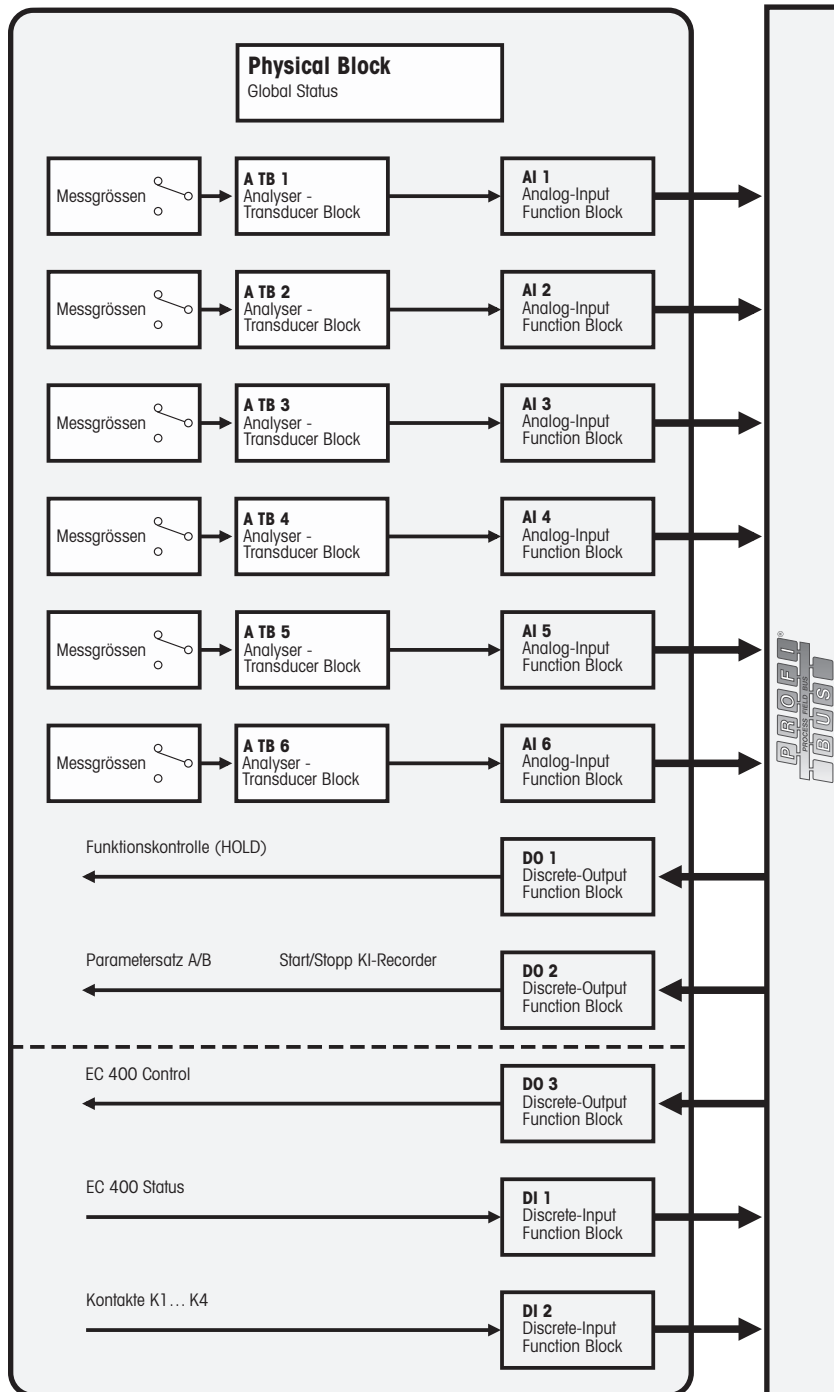 Physical Block
Global Status
Messgrössen
A TB 1
Analyser -
Transducer Block
AI 1
Analog-Input
Function Block
Messgrössen
A TB 2
Analyser -
Transducer Block
AI 2
Analog-Input
Function Block
Messgrössen
A TB 3
Analyser -
Transducer Block
AI 3
Analog-Input
Function Block
Messgrössen
A TB 4
Analyser -
Transducer Block
AI 4
Analog-Input
Function Block
Messgrössen
A TB 5
Analyser -
Transducer Block
AI 5
Analog-Input
Function Block
Messgrössen
A TB 6
Analyser -
Transducer Block
AI 6
Analog-Input
Function Block
Funktionskontrolle (HOLD)
DO 1
Discrete-Output
Function Block
Parametersatz A/B
Start/Stopp KI-Recorder
DO 2
Discrete-Output
Function Block
EC 400 Control
DO 3
Discrete-Output
Function Block
EC 400 Status
DI 1
Discrete-Input
Function Block
Kontakte K1... K4
DI 2
Discrete-Input
Function Block
PROFI®
PROCESS FIELD BUS
BUS